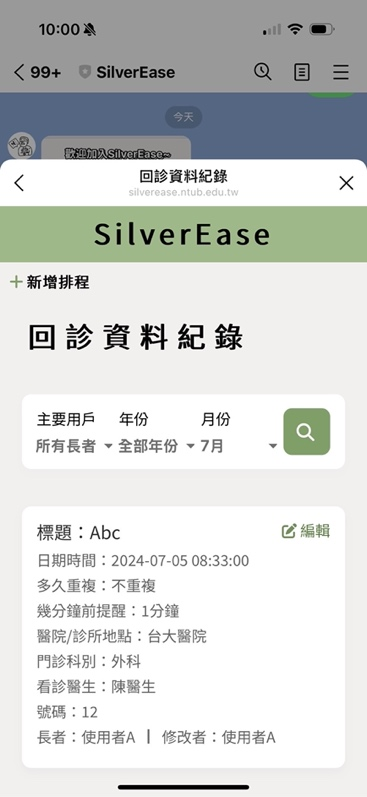 10:00
99+ SilverEase
今天
歡迎加入SilverEase~
回診資料紀錄
silverease.ntub.edu.tw
SilverEase
+新增排程
回診資料紀錄
主要用戶 年份 月份
所有長者 全部年份 7月
標題：Abc 編輯
日期時間：2024-07-05 08:33:00
多久重複：不重複
幾分鐘前提醒：1分鐘
醫院/診所地點：台大醫院
門診科別：外科
看診醫生：陳醫生
號碼：12
長者：使用者A | 修改者：使用者A